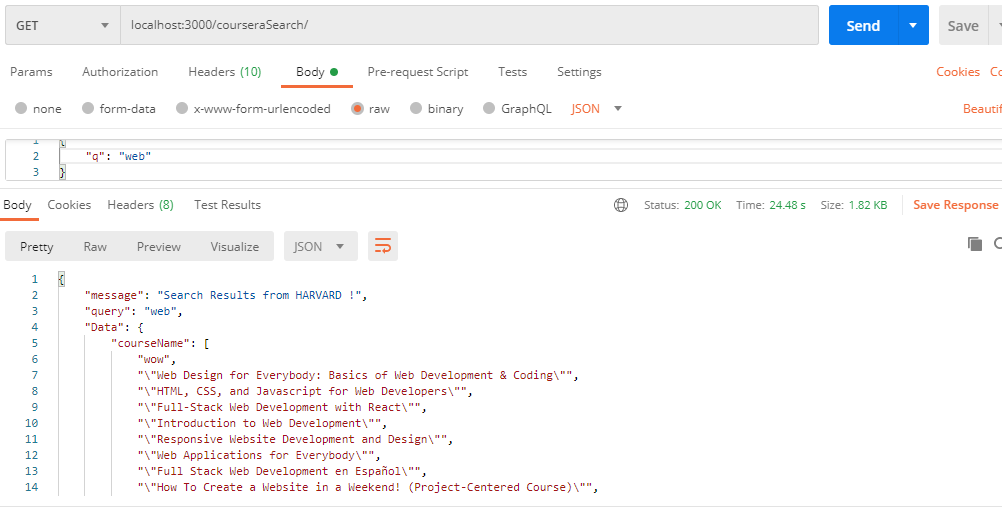 GET localhost:3000/courseraSearch/ Send Save
Params Authorization Headers (10) Body Pre-request Script Tests Settings Cookies
none form-data x-www-form-urlencoded raw binary GraphQL JSON
1 {
2 "q": "web"
3 }
Body Cookies Headers (8) Test Results Status: 200 OK Time: 24.48 s Size: 1.82 KB Save Response
Pretty Raw Preview Visualize JSON
1 {
2 "message": "Search Results from HARVARD !",
3 "query": "web",
4 "Data": {
5 "courseName": [
6 "wow",
7 "\"Web Design for Everybody: Basics of Web Development & Coding\"",
8 "\"HTML, CSS, and Javascript for Web Developers\"",
9 "\"Full-Stack Web Development with React\"",
10 "\"Introduction to Web Development\"",
11 "\"Responsive Website Development and Design\"",
12 "\"Web Applications for Everybody\"",
13 "\"Full Stack Web Development en Español\"",
14 "\"How To Create a Website in a Weekend! (Project-Centered Course)\"",